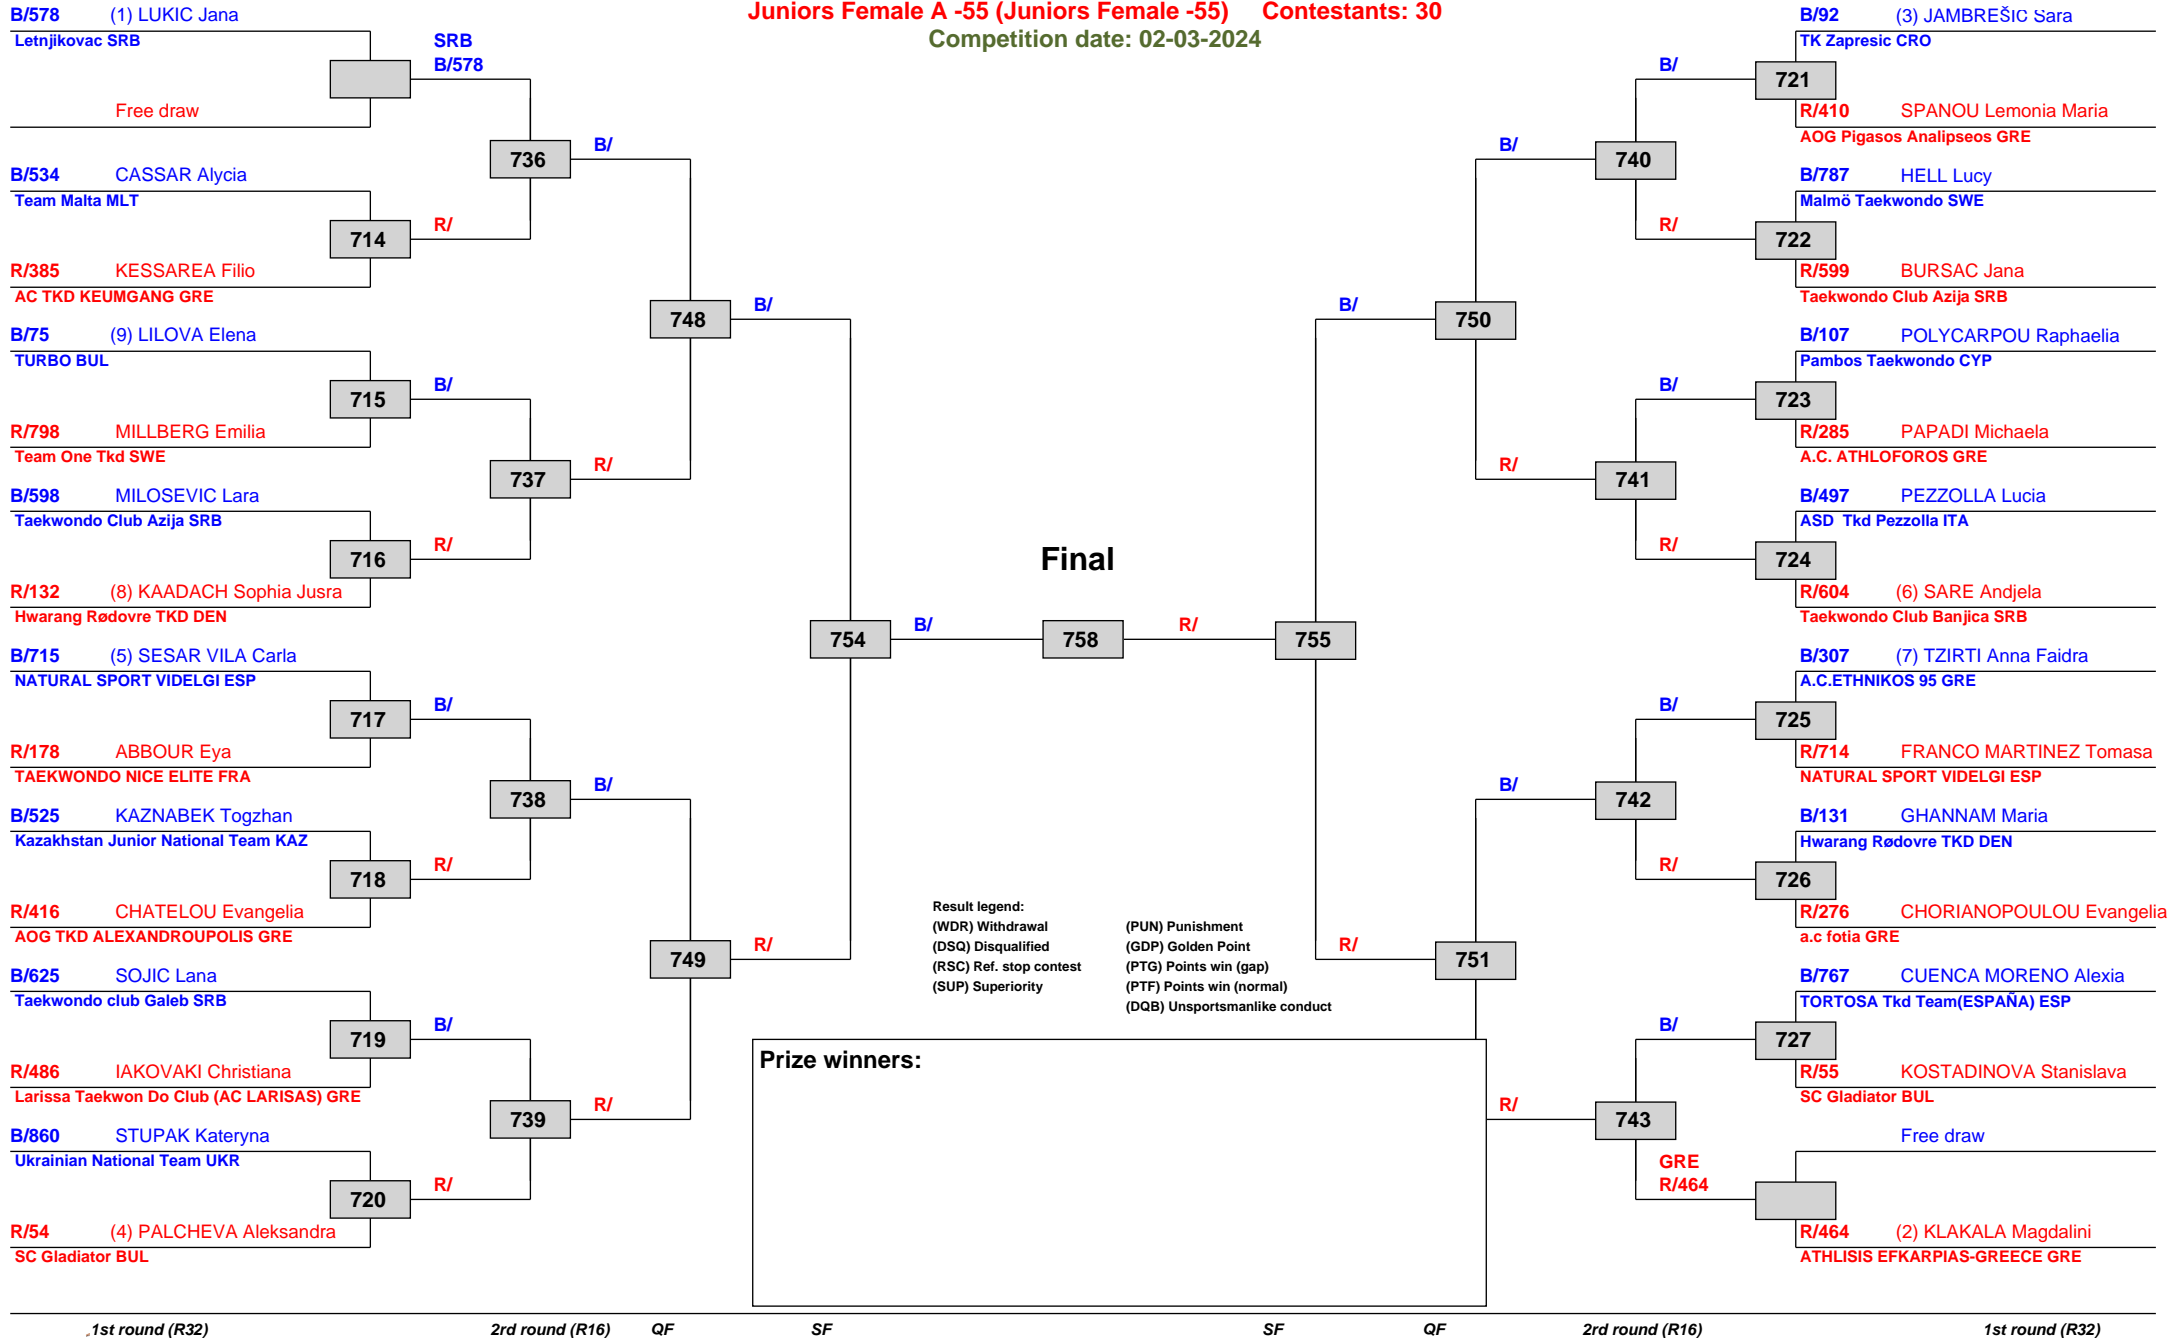 Juniors Female A -55 (Juniors Female -55) Contestants: 30
Competition date: 02-03-2024
B/578 (1) LUKIC Jana
Letnjikovac SRB
Free draw
SRB
B/578
B/534 CASSAR Alycia
Team Malta MLT
714
R/
R/385 KESSAREA Filio
AC TKD KEUMGANG GRE
736
B/
B/75 (9) LILOVA Elena
TURBO BUL
715
B/
R/798 MILLBERG Emilia
Team One Tkd SWE
737
R/
B/598 MILOSEVIC Lara
Taekwondo Club Azija SRB
716
R/
R/132 (8) KAADACH Sophia Jusra
Hwarang Rødovre TKD DEN
748
B/
B/715 (5) SESAR VILA Carla
NATURAL SPORT VIDELGI ESP
717
B/
R/178 ABBOUR Eya
TAEKWONDO NICE ELITE FRA
738
B/
B/525 KAZNABEK Togzhan
Kazakhstan Junior National Team KAZ
718
R/
R/416 CHATELOU Evangelia
AOG TKD ALEXANDROUPOLIS GRE
749
R/
B/625 SOJIC Lana
Taekwondo club Galeb SRB
719
B/
R/486 IAKOVAKI Christiana
Larissa Taekwon Do Club (AC LARISAS) GRE
739
R/
B/860 STUPAK Kateryna
Ukrainian National Team UKR
720
R/
R/54 (4) PALCHEVA Aleksandra
SC Gladiator BUL
Final
754
B/
758
R/
755
B/92 (3) JAMBREŠIĆ Sara
TK Zapresic CRO
B/
721
R/410 SPANOU Lemonia Maria
AOG Pigasos Analipseos GRE
B/
740
B/787 HELL Lucy
Malmö Taekwondo SWE
R/
722
R/599 BURSAC Jana
Taekwondo Club Azija SRB
B/
750
B/107 POLYCARPOU Raphaelia
Pambos Taekwondo CYP
B/
723
R/285 PAPADI Michaela
A.C. ATHLOFOROS GRE
R/
741
B/497 PEZZOLLA Lucia
ASD Tkd Pezzolla ITA
R/
724
R/604 (6) SARE Andjela
Taekwondo Club Banjica SRB
B/307 (7) TZIRTI Anna Faidra
A.C.ETHNIKOS 95 GRE
B/
725
R/714 FRANCO MARTINEZ Tomasa
NATURAL SPORT VIDELGI ESP
B/
742
B/131 GHANNAM Maria
Hwarang Rødovre TKD DEN
R/
726
R/276 CHORIANOPOULOU Evangelia
a.c fotia GRE
R/
751
B/767 CUENCA MORENO Alexia
TORTOSA Tkd Team(ESPAÑA) ESP
B/
727
R/55 KOSTADINOVA Stanislava
SC Gladiator BUL
R/
743
Free draw
GRE
R/464
R/464 (2) KLAKALA Magdalini
ATHLISIS EFKARPIAS-GREECE GRE
Result legend:
(WDR) Withdrawal (PUN) Punishment
(DSQ) Disqualified (GDP) Golden Point
(RSC) Ref. stop contest (PTG) Points win (gap)
(SUP) Superiority (PTF) Points win (normal)
(DQB) Unsportsmanlike conduct
Prize winners:
1st round (R32) 2rd round (R16) QF SF SF QF 2rd round (R16) 1st round (R32)